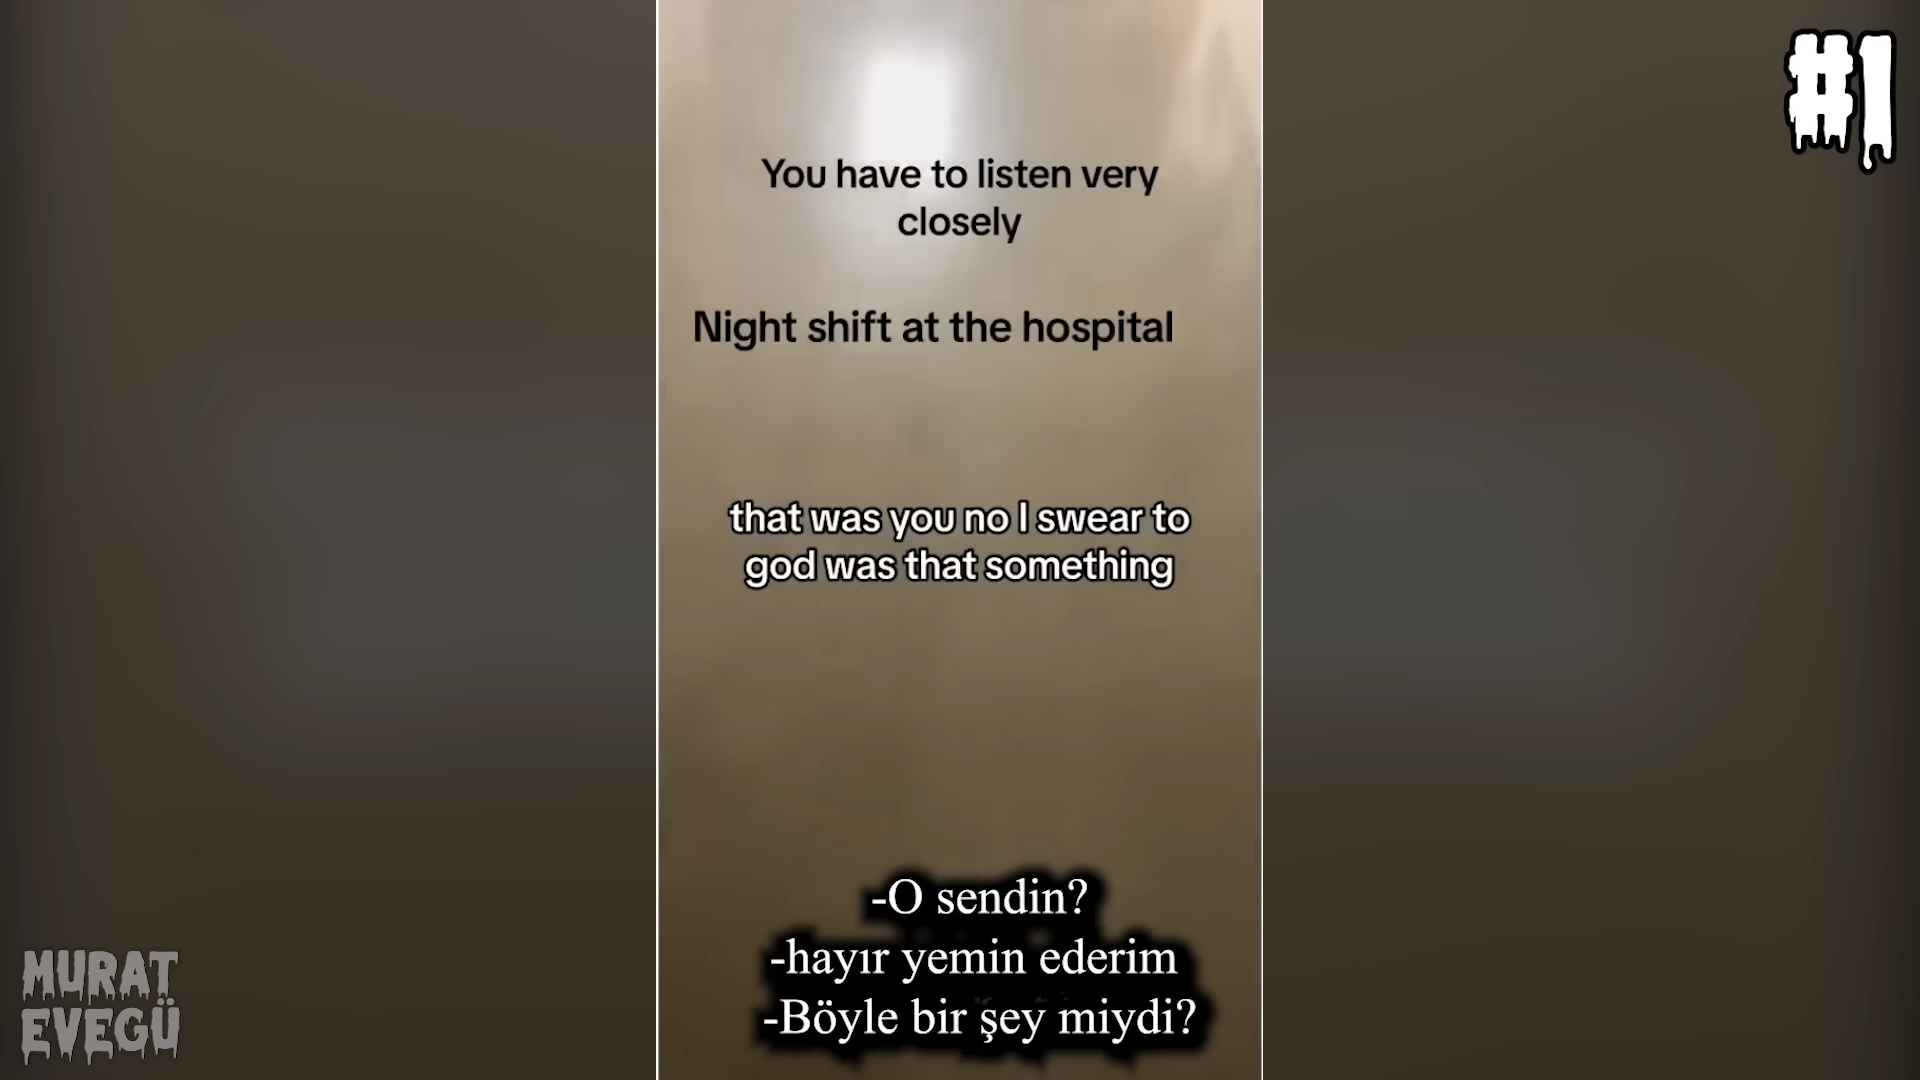 #1
You have to listen very
closely
Night shift at the hospital
that was you no I swear to
god was that something
-O sendin?
-hayır yemin ederim
-Böyle bir şey miydi?
MURAT
EVEGÜ